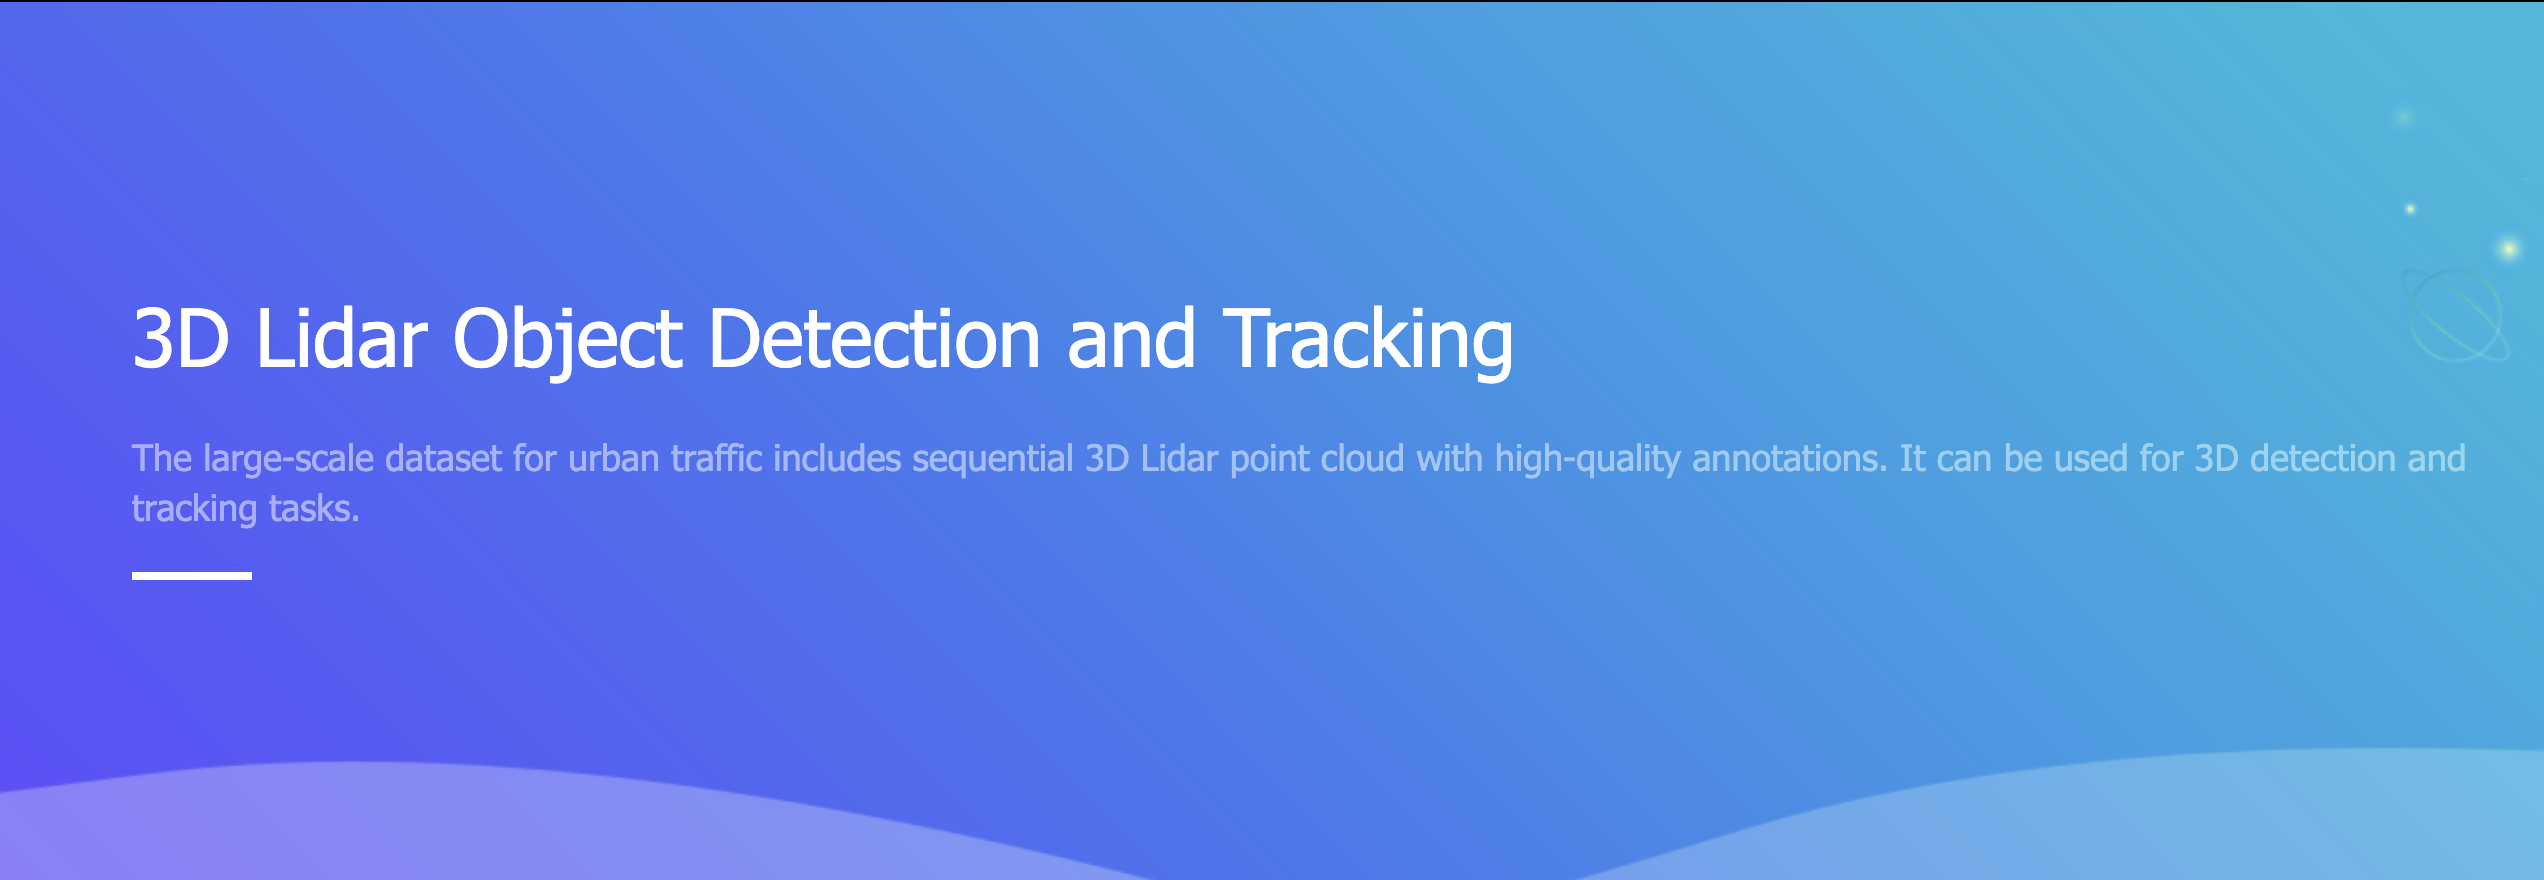 3D Lidar Object Detection and Tracking
The large-scale dataset for urban traffic includes sequential 3D Lidar point cloud with high-quality annotations. It can be used for 3D detection and
tracking tasks.